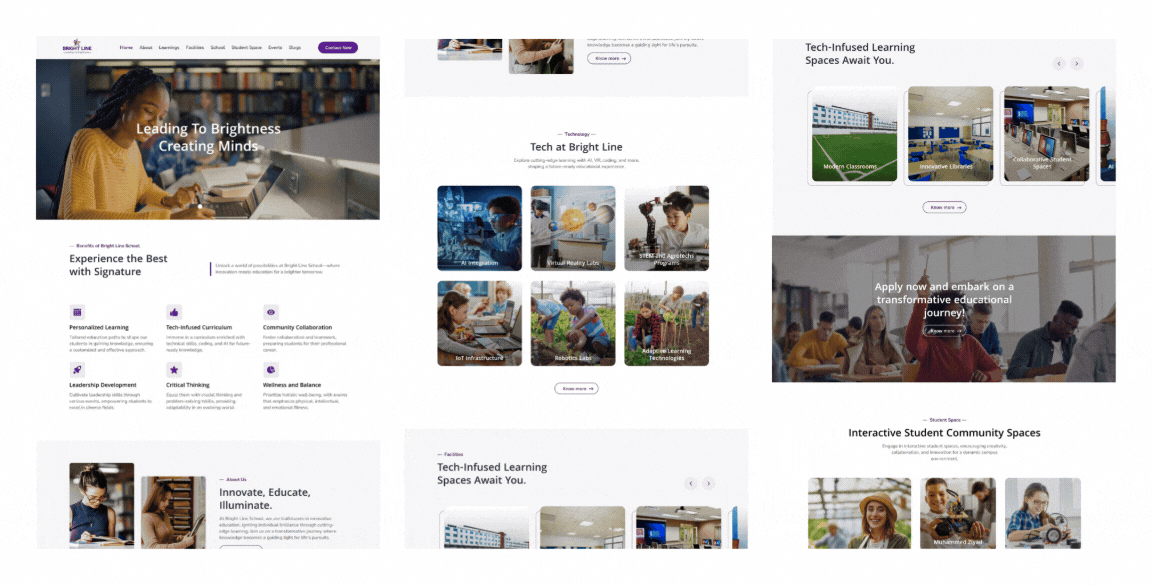 BRIGHT LINE
Home About Learnings Facilities School Student Space Events Blogs
Contact Now
Leading To Brightness
Creating Minds
Benefits of Bright Line School
Experience the Best
with Signature
Unlock a world of possibilities at Bright Line School—where
innovation meets education for a brighter tomorrow.
Personalized Learning
Tailored education paths to shape our
students in gaining knowledge, ensuring
a customized and effective approach.
Tech-Infused Curriculum
Immerse in a curriculum enriched with
technical skills, coding, and AI for future-
ready knowledge.
Community Collaboration
Foster collaboration and teamwork,
preparing students for their professional
career.
Leadership Development
Cultivate leadership skills through
various events, empowering students to
excel in diverse fields.
Critical Thinking
Equip them with crucial thinking and
problem-solving skills, providing
adaptability in an evolving world.
Wellness and Balance
Prioritize holistic well-being, with events
that emphasize physical, intellectual,
and emotional fitness.
About Us
Innovate, Educate,
Illuminate.
At Bright Line School, we are trailblazers in innovative
education, igniting individual brilliance through cutting-
edge learning. Join us on a transformative journey where
knowledge becomes a guiding light for life's pursuits.
knowledge becomes a guiding light for life's pursuits.
Know more →
Technology
Tech at Bright Line
Explore cutting-edge learning with AI, VR, coding, and more,
shaping a future-ready educational experience.
AI Integration
Virtual Reality Labs
STEM and Agrotechs
Programs
IoT Infrastructure
Robotics Labs
Adaptive Learning
Technologies
Know more →
Facilities
Tech-Infused Learning
Spaces Await You.
Tech-Infused Learning
Spaces Await You.
Modern Classrooms
Innovative Libraries
Collaborative Student
Spaces
AI
Know more →
Apply now and embark on a
transformative educational
journey!
Know more →
Student Space
Interactive Student Community Spaces
Engage in interactive student spaces, encouraging creativity,
collaboration, and innovation for a dynamic campus
environment.
Muhammed Ziyad